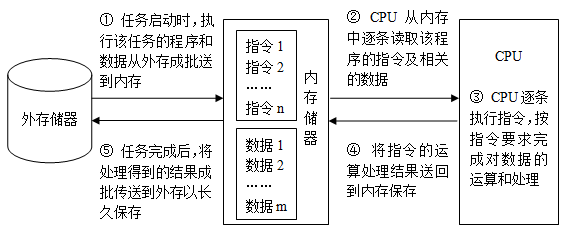 ① 任务启动时，执
行该任务的程序和
数据从外存成批送
到内存
外存储器
⑤ 任务完成后，将
处理得到的结果成
批传送到外存以长
久保存
指令 1
指令 2
……
指令 n
数据 1
数据 2
……
数据 m
内
存
储
器
② CPU 从内存
中逐条读取该程
序的指令及相关
的数据
④ 将指令的运
算处理结果送回
到内存保存
CPU
③ CPU 逐条
执行指令，按
指令要求完
成对数据的
运算和处理